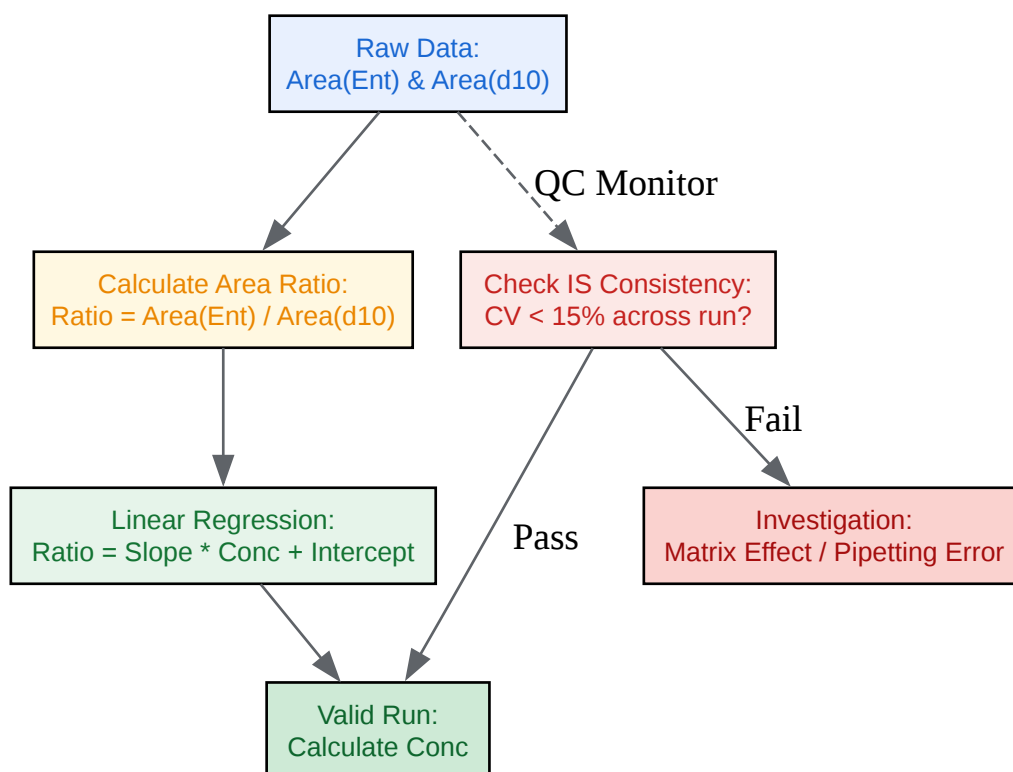 Raw Data:
Area(Ent) & Area(d10)
QC Monitor
Calculate Area Ratio:
Ratio = Area(Ent) / Area(d10)
Check IS Consistency:
CV < 15% across run?
Fail
Linear Regression:
Ratio = Slope * Conc + Intercept
Pass
Investigation:
Matrix Effect / Pipetting Error
Valid Run:
Calculate Conc